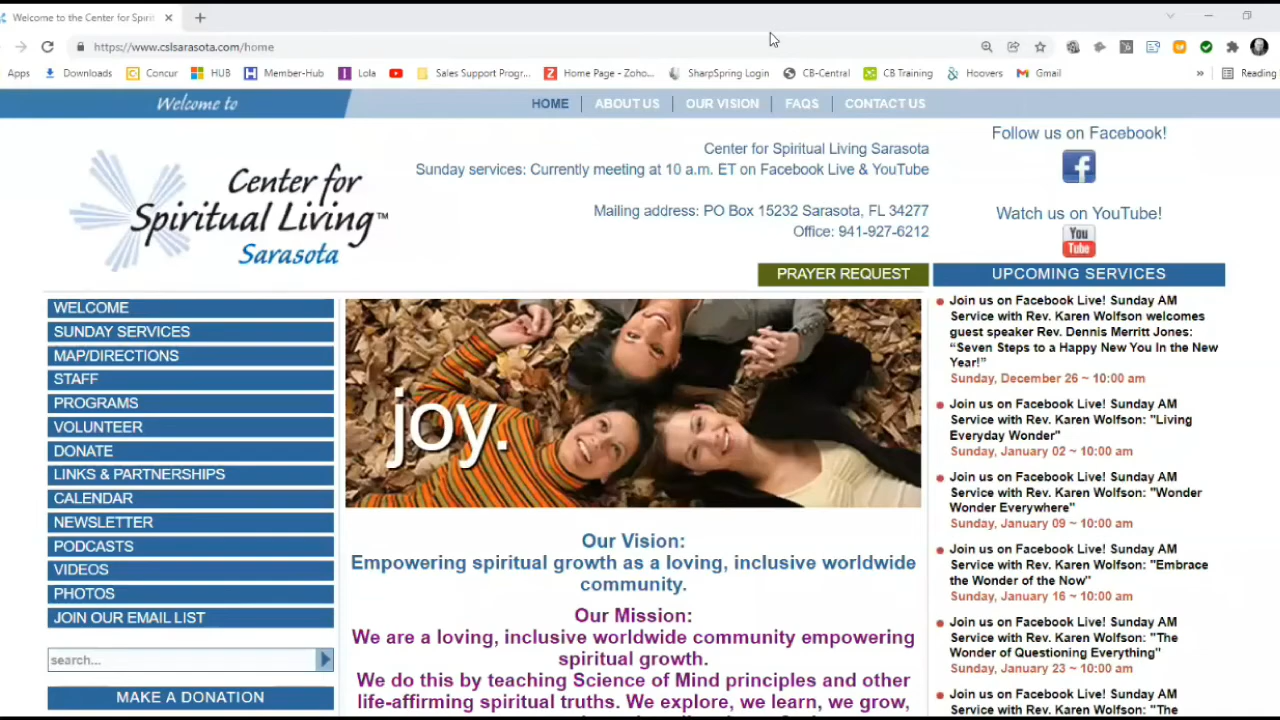 Welcome to the Center for Spirit
https://www.cslsarasota.com/home
Apps Downloads Concur HUB Member-Hub Lola Sales Support Progr... Home Page - Zoho... SharpSpring Login CB-Central CB Training Hoovers Gmail » Reading
Welcome to
HOME ABOUT US OUR VISION FAQS CONTACT US
Center for
Spiritual Living™
Sarasota
Center for Spiritual Living Sarasota
Sunday services: Currently meeting at 10 a.m. ET on Facebook Live & YouTube
Mailing address: PO Box 15232 Sarasota, FL 34277
Office: 941-927-6212
Follow us on Facebook!
f
Watch us on YouTube!
You
Tube
PRAYER REQUEST
UPCOMING SERVICES
WELCOME
SUNDAY SERVICES
MAP/DIRECTIONS
STAFF
PROGRAMS
VOLUNTEER
DONATE
LINKS & PARTNERSHIPS
CALENDAR
NEWSLETTER
PODCASTS
VIDEOS
PHOTOS
JOIN OUR EMAIL LIST
search...
MAKE A DONATION
joy.
Our Vision:
Empowering spiritual growth as a loving, inclusive worldwide
community.
Our Mission:
We are a loving, inclusive worldwide community empowering
spiritual growth.
We do this by teaching Science of Mind principles and other
life-affirming spiritual truths. We explore, we learn, we grow,
Join us on Facebook Live! Sunday AM
Service with Rev. Karen Wolfson welcomes
guest speaker Rev. Dennis Merritt Jones:
“Seven Steps to a Happy New You In the New
Year!”
Sunday, December 26 ~ 10:00 am
Join us on Facebook Live! Sunday AM
Service with Rev. Karen Wolfson: "Living
Everyday Wonder"
Sunday, January 02 ~ 10:00 am
Join us on Facebook Live! Sunday AM
Service with Rev. Karen Wolfson: "Wonder
Wonder Everywhere"
Sunday, January 09 ~ 10:00 am
Join us on Facebook Live! Sunday AM
Service with Rev. Karen Wolfson: "Embrace
the Wonder of the Now"
Sunday, January 16 ~ 10:00 am
Join us on Facebook Live! Sunday AM
Service with Rev. Karen Wolfson: "The
Wonder of Questioning Everything"
Sunday, January 23 ~ 10:00 am
Join us on Facebook Live! Sunday AM
Service with Rev. Karen Wolfson: "The